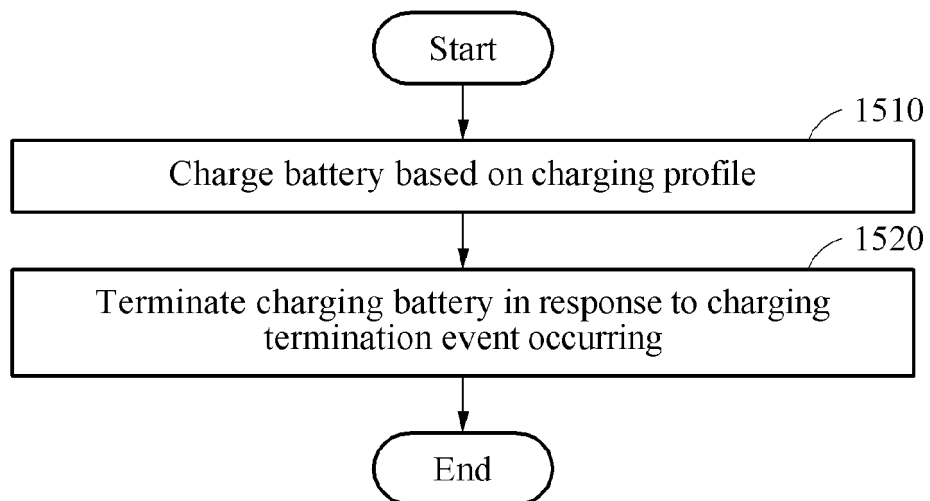 Start
1510
Charge battery based on charging profile
1520
Terminate charging battery in response to charging
termination event occurring
End